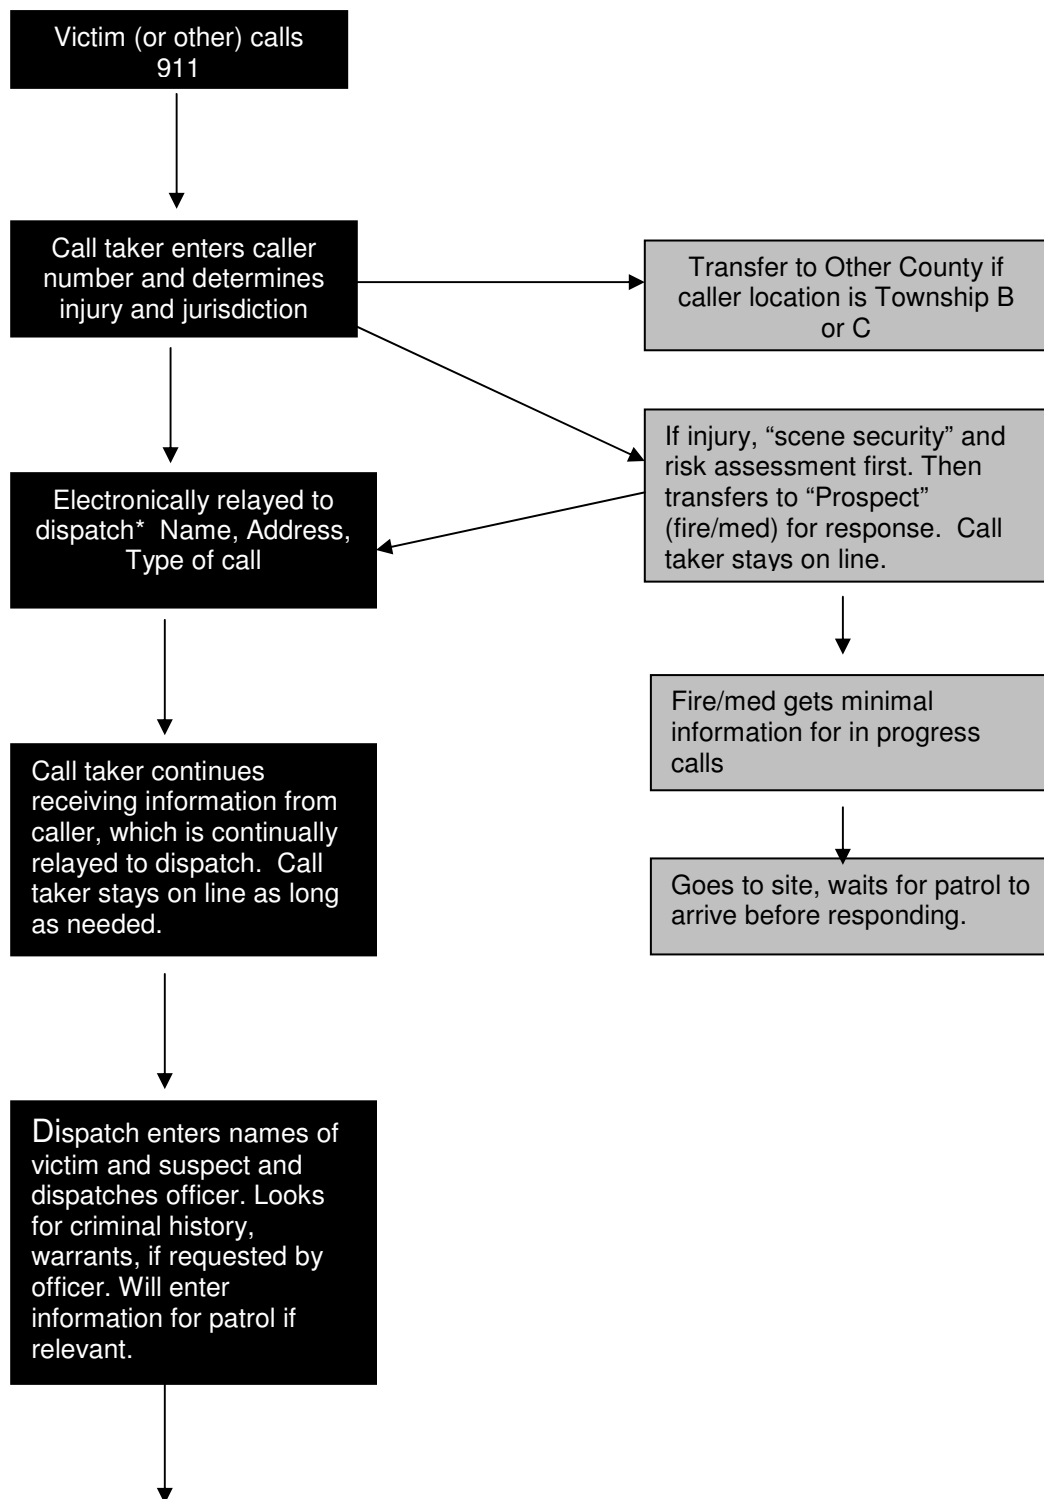 Victim (or other) calls
911
Call taker enters caller
number and determines
injury and jurisdiction
Transfer to Other County if
caller location is Township B
or C
If injury, “scene security” and
risk assessment first. Then
transfers to “Prospect”
(fire/med) for response.  Call
taker stays on line.
Electronically relayed to
dispatch*  Name, Address,
Type of call
Fire/med gets minimal
information for in progress
calls
Call taker continues
receiving information from
caller, which is continually
relayed to dispatch.  Call
taker stays on line as long
as needed.
Goes to site, waits for patrol to
arrive before responding.
Dispatch enters names of
victim and suspect and
dispatches officer. Looks
for criminal history,
warrants, if requested by
officer. Will enter
information for patrol if
relevant.